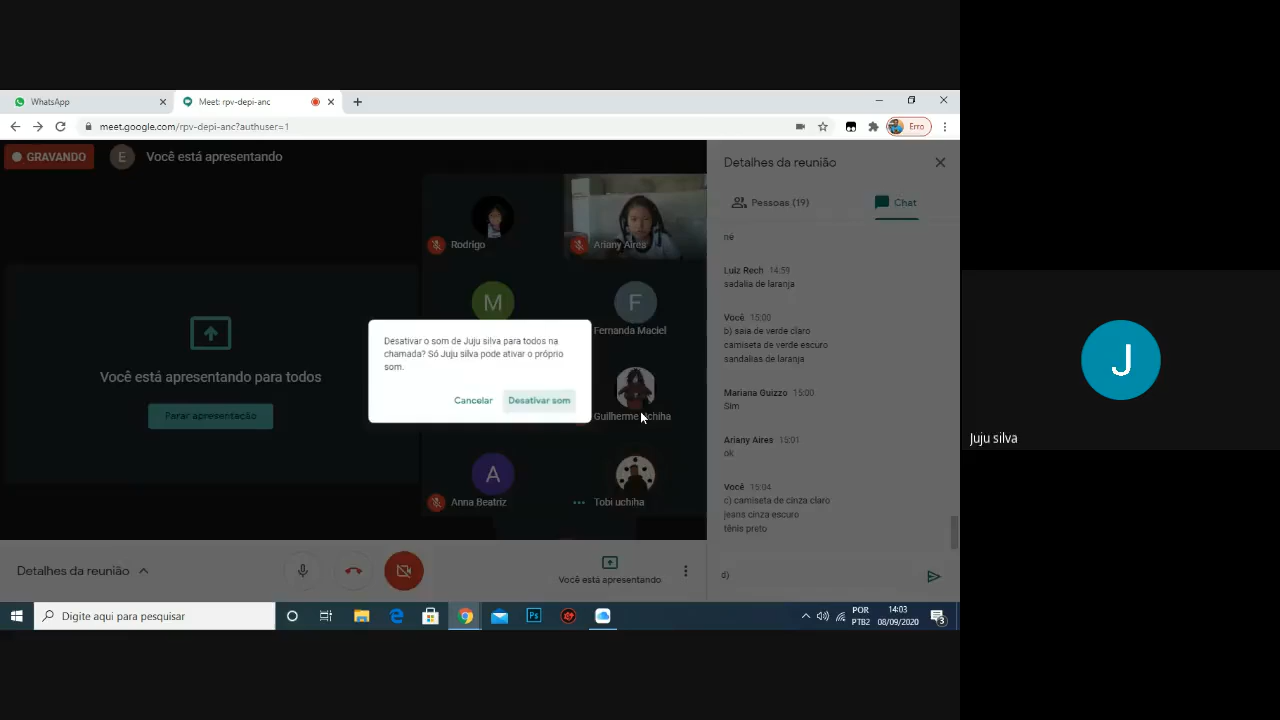 WhatsApp
Meet: rpv-depi-anc
meet.google.com/rpv-depi-anc?authuser=1
Erro
GRAVANDO
E
Você está apresentando
Rodrigo
Ariany Aires
M
F
Fernanda Maciel
Guilherme Uchiha
A
Anna Beatriz
Tobi uchiha
Você está apresentando para todos
Parar apresentação
Desativar o som de Juju silva para todos na
chamada? Só Juju silva pode ativar o próprio
som.
Cancelar
Desativar som
Detalhes da reunião
Pessoas (19)
Chat
né
Luiz Rech 14:59
sadalia de laranja
Você 15:00
b) saia de verde claro
camiseta de verde escuro
sandalias de laranja
Mariana Guizzo 15:00
Sim
Ariany Aires 15:01
ok
Você 15:04
c) camiseta de cinza claro
jeans cinza escuro
tênis preto
d)
Detalhes da reunião
Você está apresentando
Digite aqui para pesquisar
Ps
POR
PTB2
14:03
08/09/2020
3
J
Juju silva